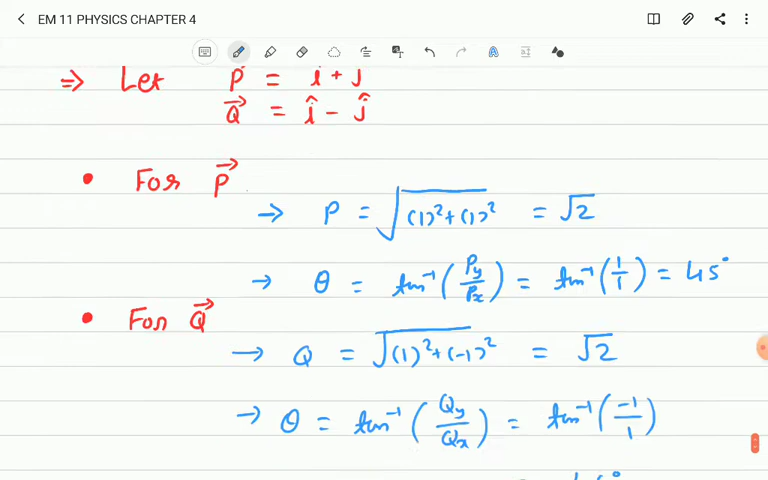 EM 11 PHYSICS CHAPTER 4
⇒ Let P⃗ = î + ĵ
Q⃗ = î - ĵ
• For P⃗
→ P = √((1)²+(1)²) = √2
→ θ = tan⁻¹(Py/Px) = tan⁻¹(1/1) = 45°
• For Q⃗
→ Q = √((1)²+(-1)²) = √2
→ θ = tan⁻¹(Qy/Qx) = tan⁻¹(-1/1)